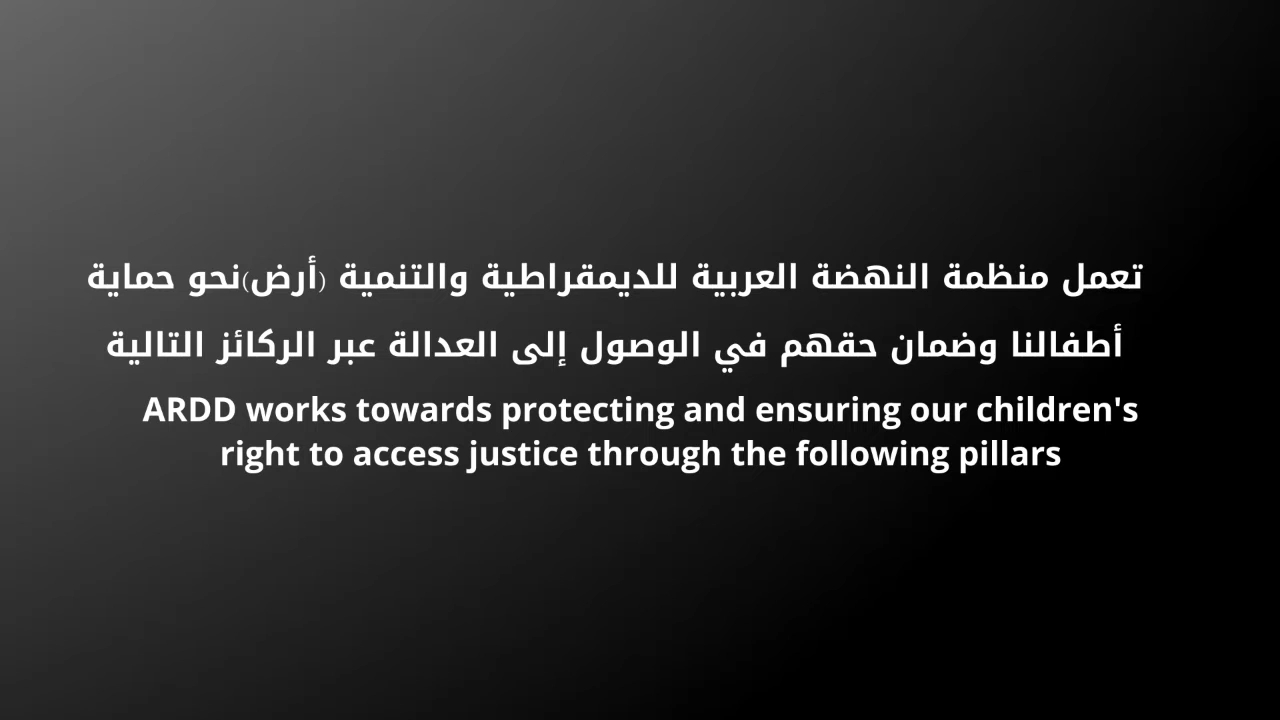 تعمل منظمة النهضة العربية للديمقراطية والتنمية (أرض)نحو حماية
أطفالنا وضمان حقهم في الوصول إلى العدالة عبر الركائز التالية
ARDD works towards protecting and ensuring our children's
right to access justice through the following pillars